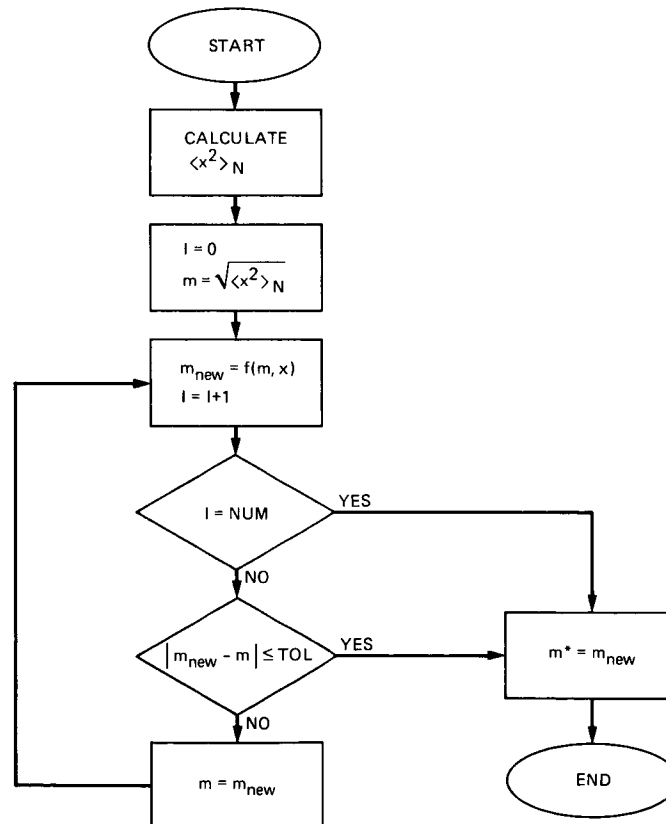 START
CALCULATE
⟨x²⟩N
I = 0
m = √⟨x²⟩N
mnew = f(m, x)
I = I+1
I = NUM
YES
NO
|mnew − m| ≤ TOL
YES
m* = mnew
NO
m = mnew
END